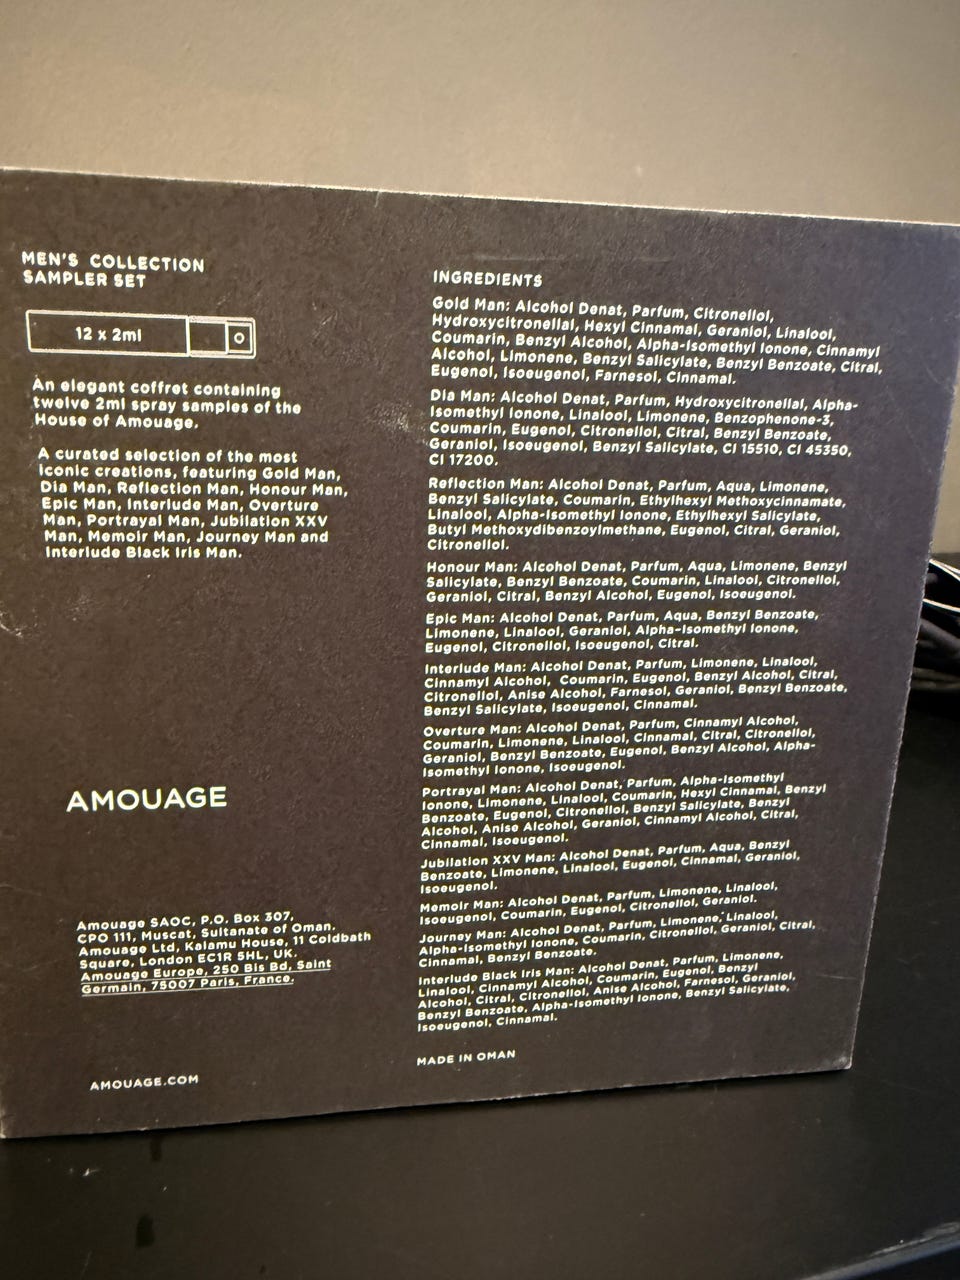 MEN'S COLLECTION
SAMPLER SET
12 x 2ml
An elegant coffret containing
twelve 2ml spray samples of the
House of Amouage.
A curated selection of the most
iconic creations, featuring Gold Man,
Dia Man, Reflection Man, Honour Man,
Epic Man, Interlude Man, Overture
Man, Portrayal Man, Jubilation XXV
Man, Memoir Man, Journey Man and
Interlude Black Iris Man.
AMOUAGE
Amouage SAOC, P.O. Box 307,
CPO 111, Muscat, Sultanate of Oman.
Amouage Ltd, Kalamu House, 11 Coldbath
Square, London EC1R 5HL, UK.
Amouage Europe, 250 Bis Bd, Saint
Germain, 75007 Paris, France.
AMOUAGE.COM
INGREDIENTS
Gold Man: Alcohol Denat, Parfum, Citronellol,
Hydroxycitronellal, Hexyl Cinnamal, Geraniol, Linalool,
Coumarin, Benzyl Alcohol, Alpha-Isomethyl Ionone, Cinnamyl
Alcohol, Limonene, Benzyl Salicylate, Benzyl Benzoate, Citral,
Eugenol, Isoeugenol, Farnesol, Cinnamal.
Dia Man: Alcohol Denat, Parfum, Hydroxycitronellal, Alpha-
Isomethyl Ionone, Linalool, Limonene, Benzophenone-3,
Coumarin, Eugenol, Citronellol, Citral, Benzyl Benzoate,
Geraniol, Isoeugenol, Benzyl Salicylate, CI 15510, CI 45350,
CI 17200.
Reflection Man: Alcohol Denat, Parfum, Aqua, Limonene,
Benzyl Salicylate, Coumarin, Ethylhexyl Methoxycinnamate,
Linalool, Alpha-Isomethyl Ionone, Ethylhexyl Salicylate,
Butyl Methoxydibenzoylmethane, Eugenol, Citral, Geraniol,
Citronellol.
Honour Man: Alcohol Denat, Parfum, Aqua, Limonene, Benzyl
Salicylate, Benzyl Benzoate, Coumarin, Linalool, Citronellol,
Geraniol, Citral, Benzyl Alcohol, Eugenol, Isoeugenol.
Epic Man: Alcohol Denat, Parfum, Aqua, Benzyl Benzoate,
Limonene, Linalool, Geraniol, Alpha-Isomethyl Ionone,
Eugenol, Citronellol, Isoeugenol, Citral.
Interlude Man: Alcohol Denat, Parfum, Limonene, Linalool,
Cinnamyl Alcohol, Coumarin, Eugenol, Benzyl Alcohol, Citral,
Citronellol, Anise Alcohol, Farnesol, Geraniol, Benzyl Benzoate,
Benzyl Salicylate, Isoeugenol, Cinnamal.
Overture Man: Alcohol Denat, Parfum, Cinnamyl Alcohol,
Coumarin, Limonene, Linalool, Cinnamal, Citral, Citronellol,
Geraniol, Benzyl Benzoate, Eugenol, Benzyl Alcohol, Alpha-
Isomethyl Ionone, Isoeugenol.
Portrayal Man: Alcohol Denat, Parfum, Alpha-Isomethyl
Ionone, Limonene, Linalool, Coumarin, Hexyl Cinnamal, Benzyl
Benzoate, Eugenol, Citronellol, Benzyl Salicylate, Benzyl
Alcohol, Anise Alcohol, Geraniol, Cinnamyl Alcohol, Citral,
Cinnamal, Isoeugenol.
Jubilation XXV Man: Alcohol Denat, Parfum, Aqua, Benzyl
Benzoate, Limonene, Linalool, Eugenol, Cinnamal, Geraniol,
Isoeugenol.
Memoir Man: Alcohol Denat, Parfum, Limonene, Linalool,
Isoeugenol, Coumarin, Eugenol, Citronellol, Geraniol.
Journey Man: Alcohol Denat, Parfum, Limonene, Linalool,
Alpha-Isomethyl Ionone, Coumarin, Citronellol, Geraniol, Citral,
Cinnamal, Benzyl Benzoate.
Interlude Black Iris Man: Alcohol Denat, Parfum, Limonene,
Linalool, Cinnamyl Alcohol, Coumarin, Eugenol, Benzyl
Alcohol, Citral, Citronellol, Anise Alcohol, Farnesol, Geraniol,
Benzyl Benzoate, Alpha-Isomethyl Ionone, Benzyl Salicylate,
Isoeugenol, Cinnamal.
MADE IN OMAN